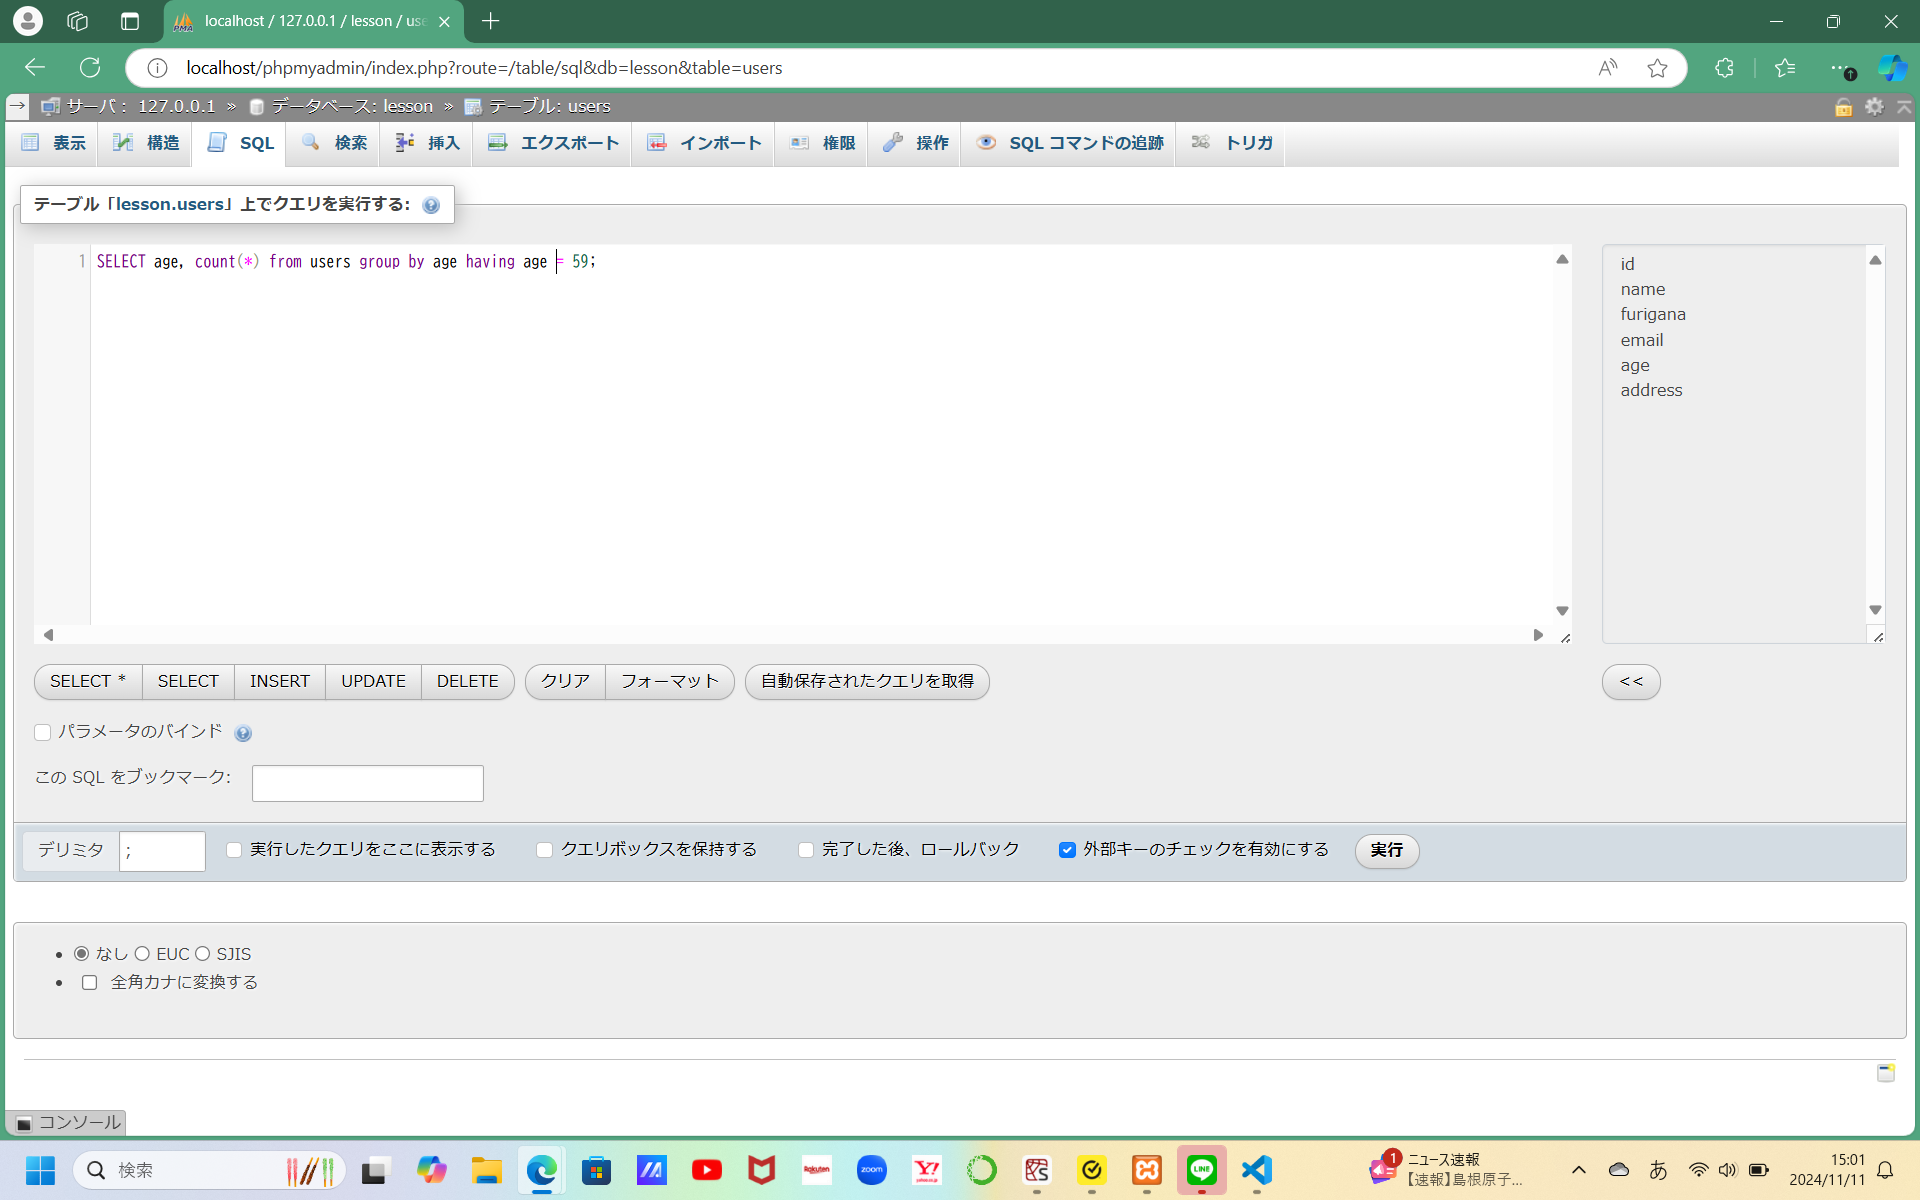 localhost / 127.0.0.1 / lesson / use
localhost/phpmyadmin/index.php?route=/table/sql&db=lesson&table=users
サーバ： 127.0.0.1 » データベース: lesson » テーブル: users
表示 構造 SQL 検索 挿入 エクスポート インポート 権限 操作 SQL コマンドの追跡 トリガ
テーブル「lesson.users」上でクエリを実行する:
1 SELECT age, count(*) from users group by age having age = 59;
id
name
furigana
email
age
address
SELECT * SELECT INSERT UPDATE DELETE クリア フォーマット 自動保存されたクエリを取得 <<
パラメータのバインド
この SQL をブックマーク:
デリミタ ; 実行したクエリをここに表示する クエリボックスを保持する 完了した後、ロールバック 外部キーのチェックを有効にする 実行
なし EUC SJIS
全角カナに変換する
コンソール
検索
Rakuten
zoom
Y!
LINE
1
ニュース速報
【速報】島根原子...
あ
15:01
2024/11/11